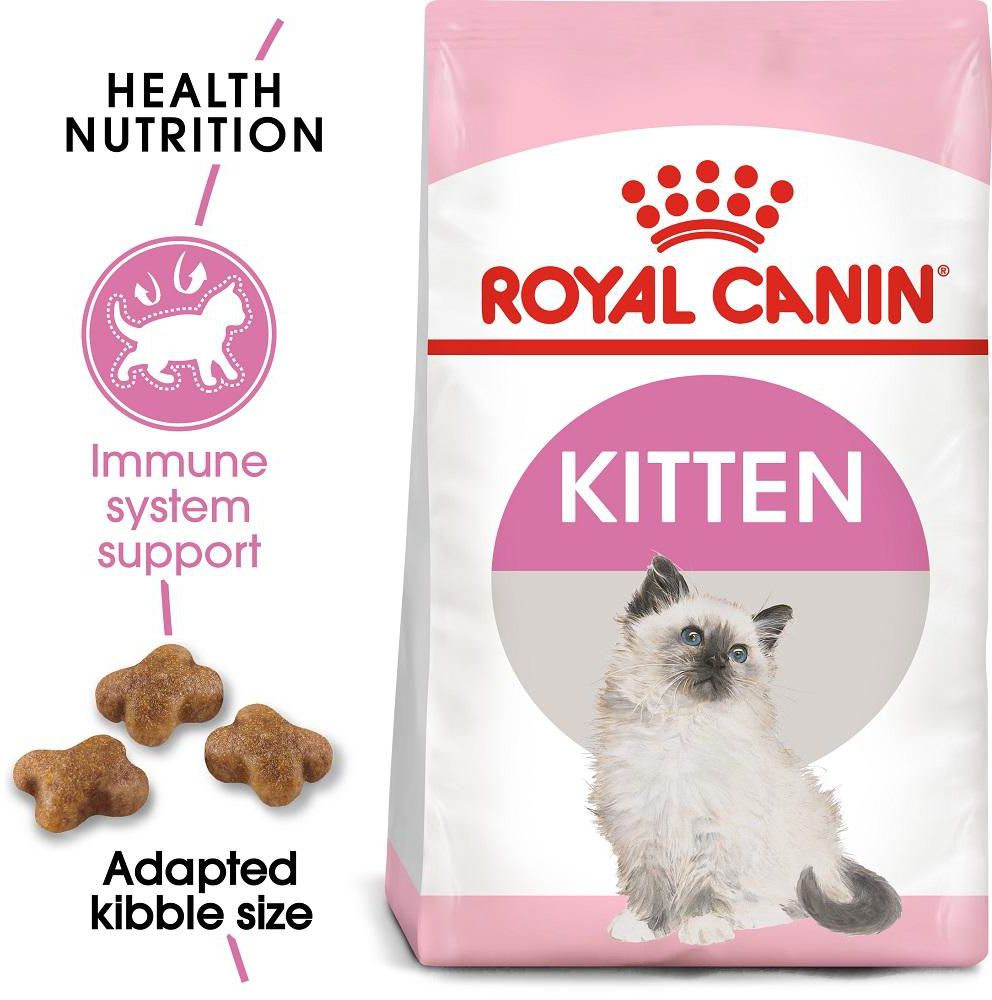 HEALTH
NUTRITION
Immune
system
support
Adapted
kibble size
ROYAL CANIN®
KITTEN